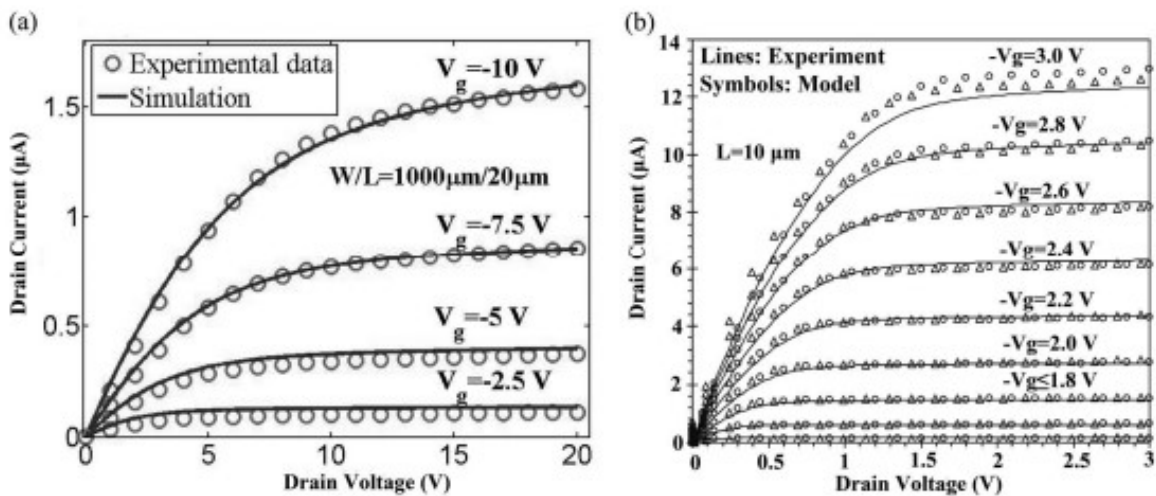 (a)
Experimental data
Simulation
V_g=-10 V
W/L=1000μm/20μm
V_g=-7.5 V
V_g=-5 V
V_g=-2.5 V
1.5
1
0.5
0
0
5
10
15
20
Drain Current (μA)
Drain Voltage (V)
(b)
Lines: Experiment
Symbols: Model
L=10 μm
-Vg=3.0 V
-Vg=2.8 V
-Vg=2.6 V
-Vg=2.4 V
-Vg=2.2 V
-Vg=2.0 V
-Vg≤1.8 V
14
12
10
8
6
4
2
0
0
0.5
1
1.5
2
2.5
3
Drain Current (μA)
Drain Voltage (V)